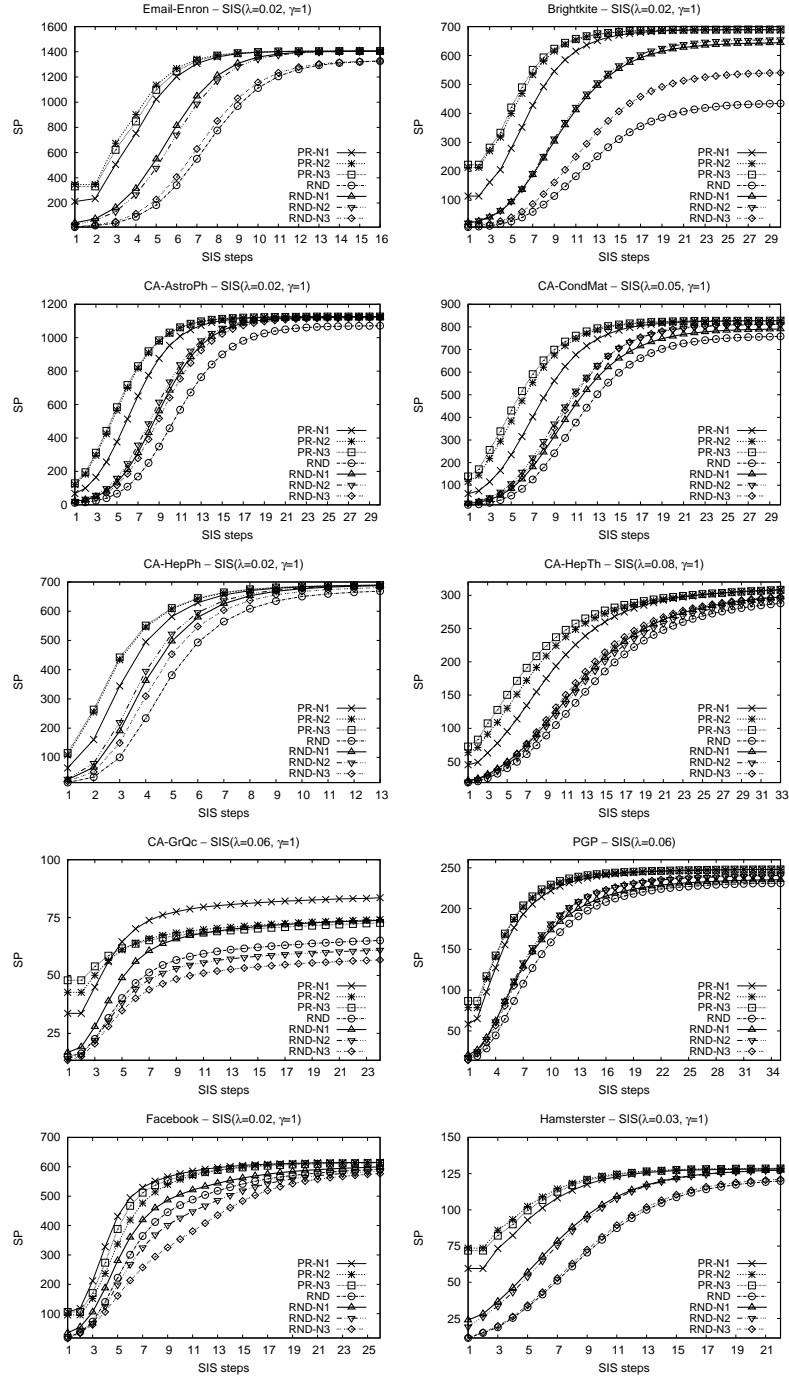 Email-Enron – SIS(λ=0.02, γ=1)
SP
1600
1400
1200
1000
800
600
400
200
PR-N1
PR-N2
PR-N3
RND
RND-N1
RND-N2
RND-N3
1 2 3 4 5 6 7 8 9 10 11 12 13 14 15 16
SIS steps
Brightkite – SIS(λ=0.02, γ=1)
SP
700
600
500
400
300
200
100
PR-N1
PR-N2
PR-N3
RND
RND-N1
RND-N2
RND-N3
1 3 5 7 9 11 13 15 17 19 21 23 25 27 29
SIS steps
CA-AstroPh – SIS(λ=0.02, γ=1)
SP
1200
1000
800
600
400
200
0
PR-N1
PR-N2
PR-N3
RND
RND-N1
RND-N2
RND-N3
1 3 5 7 9 11 13 15 17 19 21 23 25 27 29
SIS steps
CA-CondMat – SIS(λ=0.05, γ=1)
SP
900
800
700
600
500
400
300
200
100
PR-N1
PR-N2
PR-N3
RND
RND-N1
RND-N2
RND-N3
1 3 5 7 9 11 13 15 17 19 21 23 25 27 29
SIS steps
CA-HepPh – SIS(λ=0.02, γ=1)
SP
700
600
500
400
300
200
100
PR-N1
PR-N2
PR-N3
RND
RND-N1
RND-N2
RND-N3
1 2 3 4 5 6 7 8 9 10 11 12 13
SIS steps
CA-HepTh – SIS(λ=0.08, γ=1)
SP
300
250
200
150
100
50
PR-N1
PR-N2
PR-N3
RND
RND-N1
RND-N2
RND-N3
1 3 5 7 9 11 13 15 17 19 21 23 25 27 29 31 33
SIS steps
CA-GrQc – SIS(λ=0.06, γ=1)
SP
100
75
50
25
PR-N1
PR-N2
PR-N3
RND
RND-N1
RND-N2
RND-N3
1 3 5 7 9 11 13 15 17 19 21 23
SIS steps
PGP – SIS(λ=0.06)
SP
250
200
150
100
50
PR-N1
PR-N2
PR-N3
RND
RND-N1
RND-N2
RND-N3
1 4 7 10 13 16 19 22 25 28 31 34
SIS steps
Facebook – SIS(λ=0.02, γ=1)
SP
700
600
500
400
300
200
100
PR-N1
PR-N2
PR-N3
RND
RND-N1
RND-N2
RND-N3
1 3 5 7 9 11 13 15 17 19 21 23 25
SIS steps
Hamsterster – SIS(λ=0.03, γ=1)
SP
150
125
100
75
50
25
PR-N1
PR-N2
PR-N3
RND
RND-N1
RND-N2
RND-N3
1 3 5 7 9 11 13 15 17 19 21
SIS steps